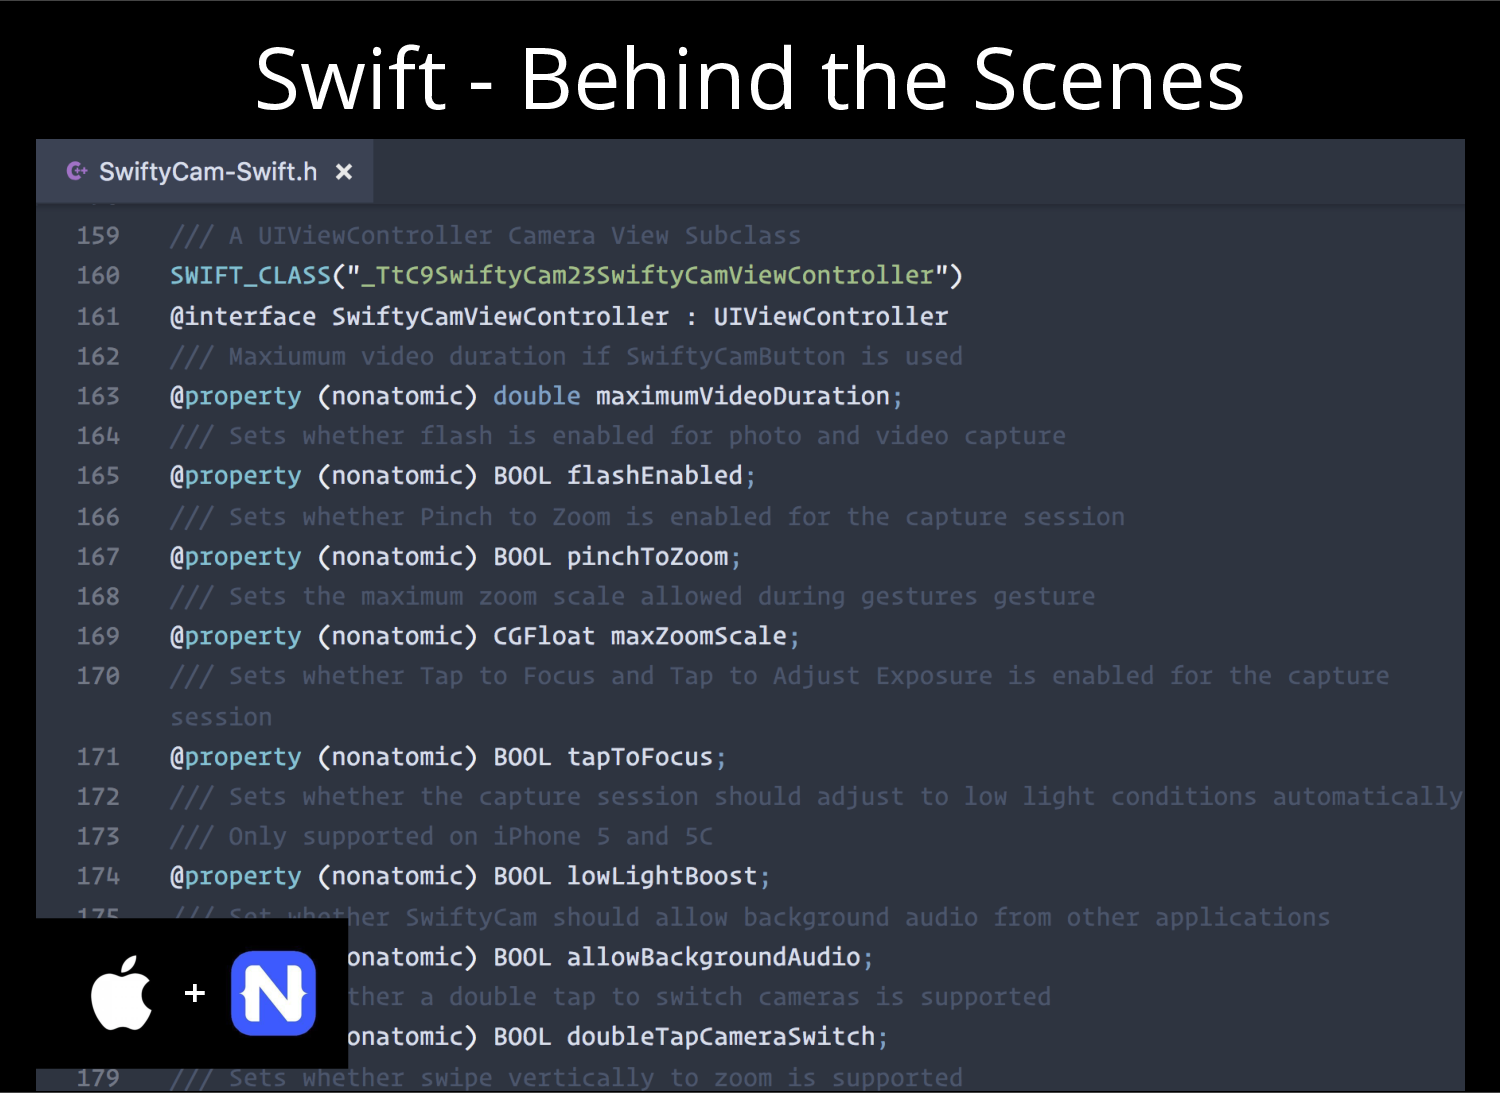 Swift - Behind the Scenes
SwiftyCam-Swift.h ×
159 /// A UIViewController Camera View Subclass
160 SWIFT_CLASS("_TtC9SwiftyCam23SwiftyCamViewController")
161 @interface SwiftyCamViewController : UIViewController
162 /// Maxiumum video duration if SwiftyCamButton is used
163 @property (nonatomic) double maximumVideoDuration;
164 /// Sets whether flash is enabled for photo and video capture
165 @property (nonatomic) BOOL flashEnabled;
166 /// Sets whether Pinch to Zoom is enabled for the capture session
167 @property (nonatomic) BOOL pinchToZoom;
168 /// Sets the maximum zoom scale allowed during gestures gesture
169 @property (nonatomic) CGFloat maxZoomScale;
170 /// Sets whether Tap to Focus and Tap to Adjust Exposure is enabled for the capture
session
171 @property (nonatomic) BOOL tapToFocus;
172 /// Sets whether the capture session should adjust to low light conditions automatically
173 /// Only supported on iPhone 5 and 5C
174 @property (nonatomic) BOOL lowLightBoost;
175 /// Set whether SwiftyCam should allow background audio from other applications
onatomic) BOOL allowBackgroundAudio;
ther a double tap to switch cameras is supported
onatomic) BOOL doubleTapCameraSwitch;
179 /// Sets whether swipe vertically to zoom is supported
+ N